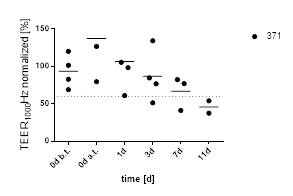 TEER1000Hz normalized [%]
150
100
50
0
0d b.t.
0d a.t.
1d
3d
7d
11d
time [d]
371